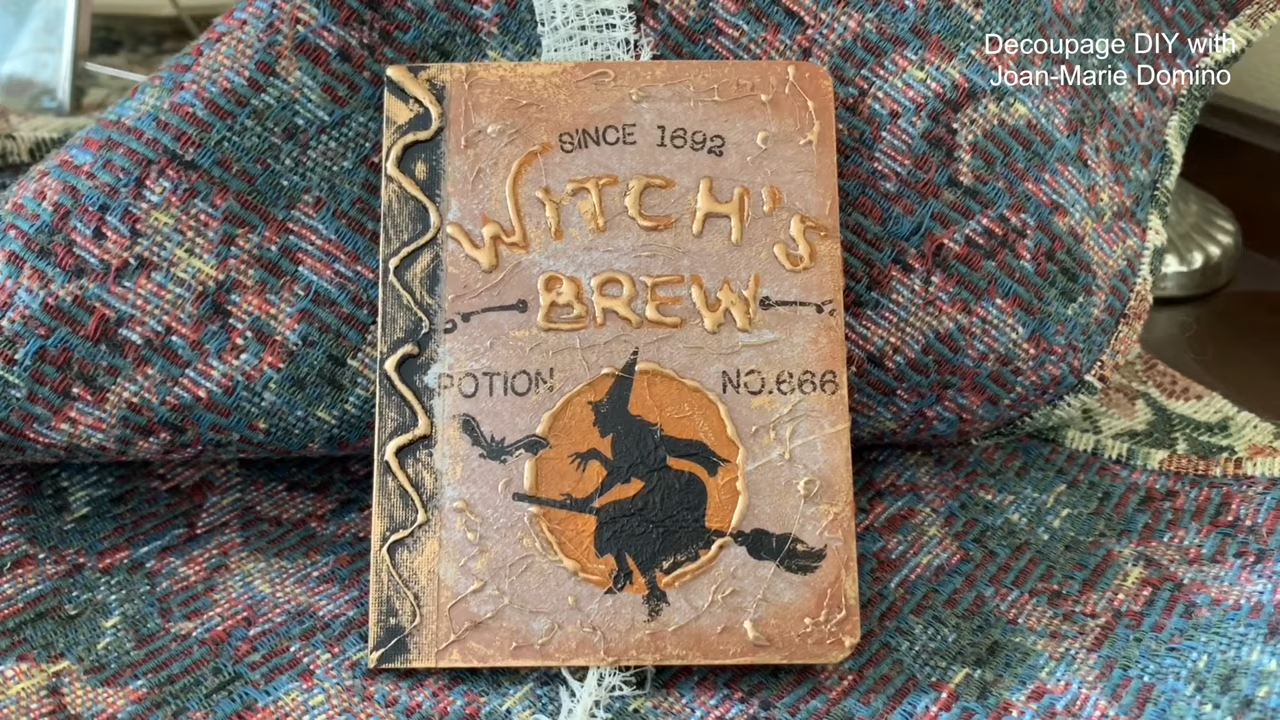 Decoupage DIY with
Joan-Marie Domino
SINCE 1692
WITCH'S
BREW
POTION NO.666